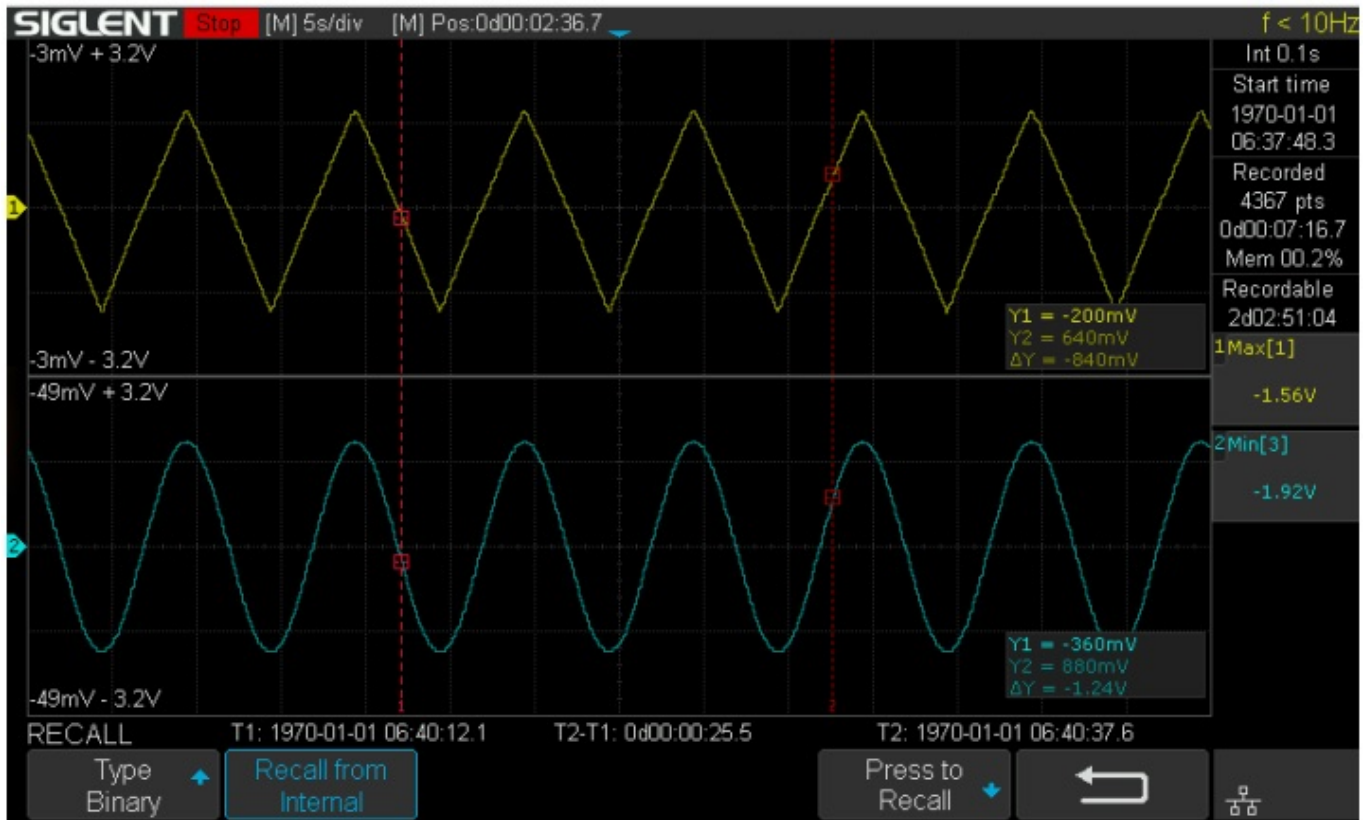 SIGLENT Stop [M] 5s/div [M] Pos:0d00:02:36.7 f < 10Hz
-3mV + 3.2V
Int 0.1s
Start time
1970-01-01
06:37:48.3
Recorded
4367 pts
0d00:07:16.7
Mem 00.2%
Recordable
2d02:51:04
1
Y1 = -200mV
Y2 = 640mV
ΔY = -840mV
-3mV - 3.2V
1 Max[1]
-1.56V
-49mV + 3.2V
2 Min[3]
-1.92V
2
Y1 = -360mV
Y2 = 880mV
ΔY = -1.24V
-49mV - 3.2V
RECALL T1: 1970-01-01 06:40:12.1 T2-T1: 0d00:00:25.5 T2: 1970-01-01 06:40:37.6
Type
Binary
Recall from
Internal
Press to
Recall